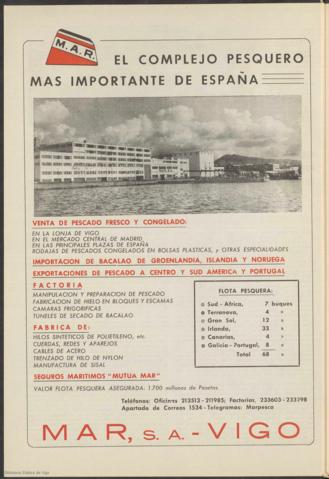 M.A.R.
EL COMPLEJO PESQUERO
MAS IMPORTANTE DE ESPAÑA
VENTA DE PESCADO FRESCO Y CONGELADO:
EN LA LONJA DE VIGO
EN EL MERCADO CENTRAL DE MADRID
EN LAS PRINCIPALES PLAZAS DE ESPAÑA
RODAJAS DE PESCADOS CONGELADOS EN BOLSAS PLASTICAS, y OTRAS ESPECIALIDADES
IMPORTACION DE BACALAO DE GROENLANDIA, ISLANDIA Y NORUEGA
EXPORTACIONES DE PESCADO A CENTRO Y SUD AMERICA Y PORTUGAL
FACTORIA
MANIPULACION Y PREPARACION DE PESCADO
FABRICACION DE HIELO EN BLOQUES Y ESCAMAS
CAMARAS FRIGORIFICAS
TUNELES DE SECADO DE BACALAO
FABRICA DE:
HILOS SINTETICOS DE POLIETILENO, etc.
CUERDAS, REDES Y APAREJOS
CABLES DE ACERO
TRENZADO DE HILO DE NYLON
MANUFACTURA DE SISAL
FLOTA PESQUERA:
Sud-Africa, 7 buques
Terranova, 4 »
Gran Sol, 12 »
Irlanda, 33 »
Canarias, 4 »
Galicia-Portugal, 8 »
Total 68 »
SEGUROS MARITIMOS "MUTUA MAR"
VALOR FLOTA PESQUERA ASEGURADA: 1.700 millones de Pesetas
Teléfonos: Oficinas 213513-211985; Factorías, 233603-233398
Apartado de Correos 1534-Telegramas: Marpesca
MAR, S. A. - VIGO
Biblioteca Pública de Vigo